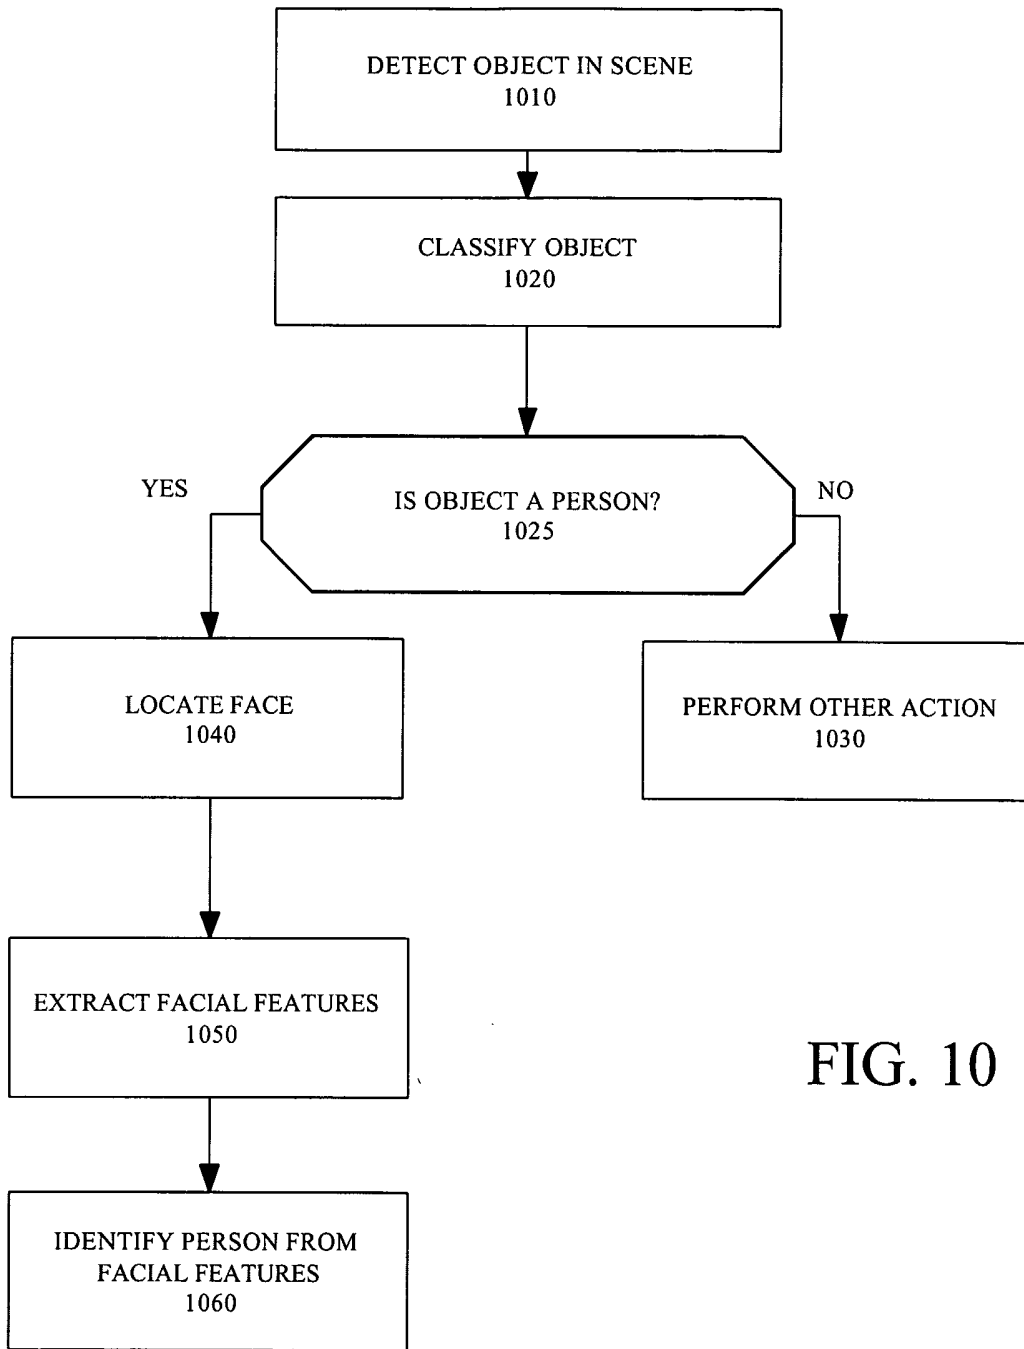 DETECT OBJECT IN SCENE
1010
CLASSIFY OBJECT
1020
IS OBJECT A PERSON?
1025
YES
NO
LOCATE FACE
1040
PERFORM OTHER ACTION
1030
EXTRACT FACIAL FEATURES
1050
FIG. 10
IDENTIFY PERSON FROM
FACIAL FEATURES
1060